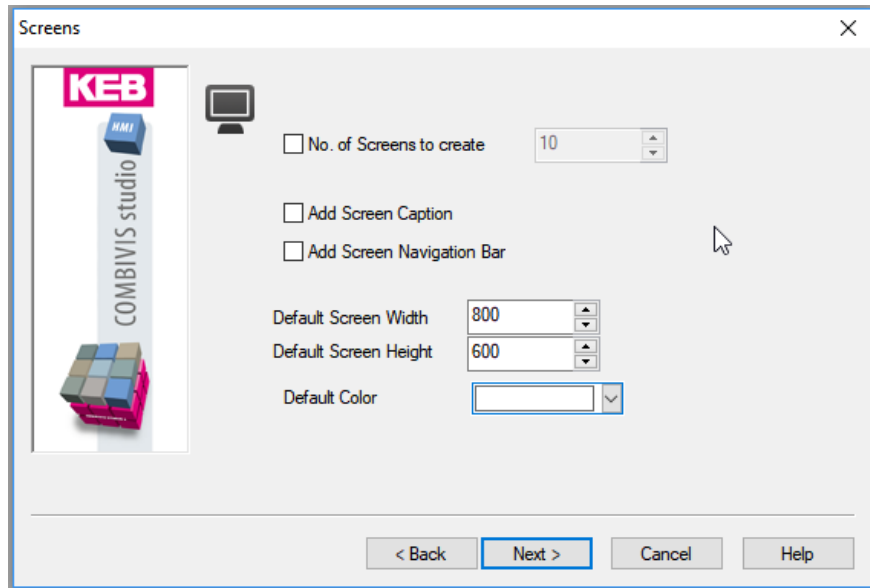 Screens
KEB
HMI
COMBIVIS studio
No. of Screens to create 10
Add Screen Caption
Add Screen Navigation Bar
Default Screen Width 800
Default Screen Height 600
Default Color
< Back Next > Cancel Help